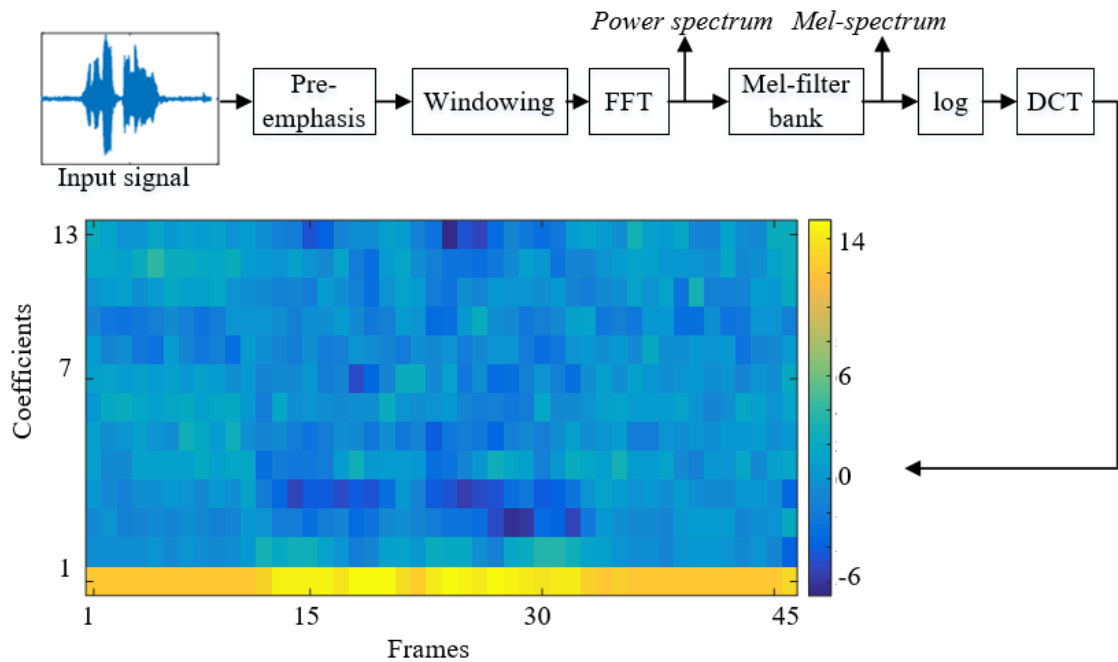 Power spectrum Mel-spectrum
Pre-
emphasis
Windowing
FFT
Mel-filter
bank
log
DCT
Input signal
13
7
1
Coefficients
1 15 30 45
Frames
14
6
0
-6